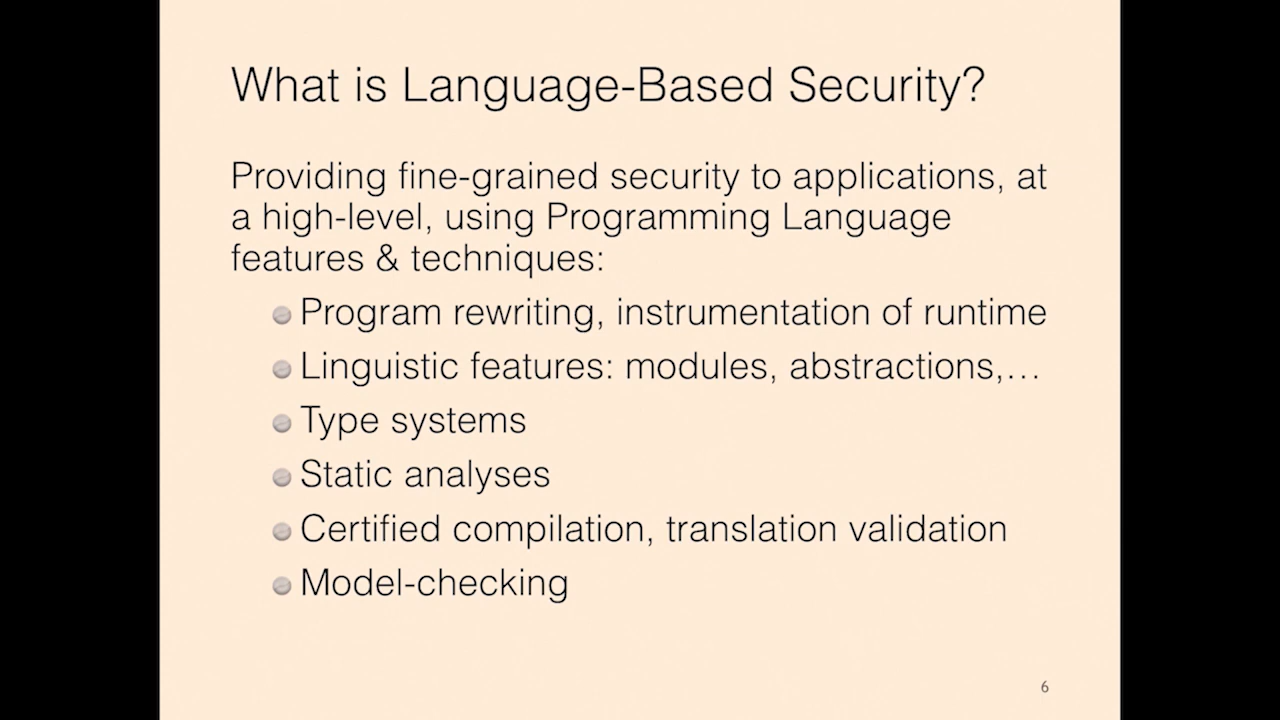 What is Language-Based Security?
Providing fine-grained security to applications, at
a high-level, using Programming Language
features & techniques:
Program rewriting, instrumentation of runtime
Linguistic features: modules, abstractions,…
Type systems
Static analyses
Certified compilation, translation validation
Model-checking
6